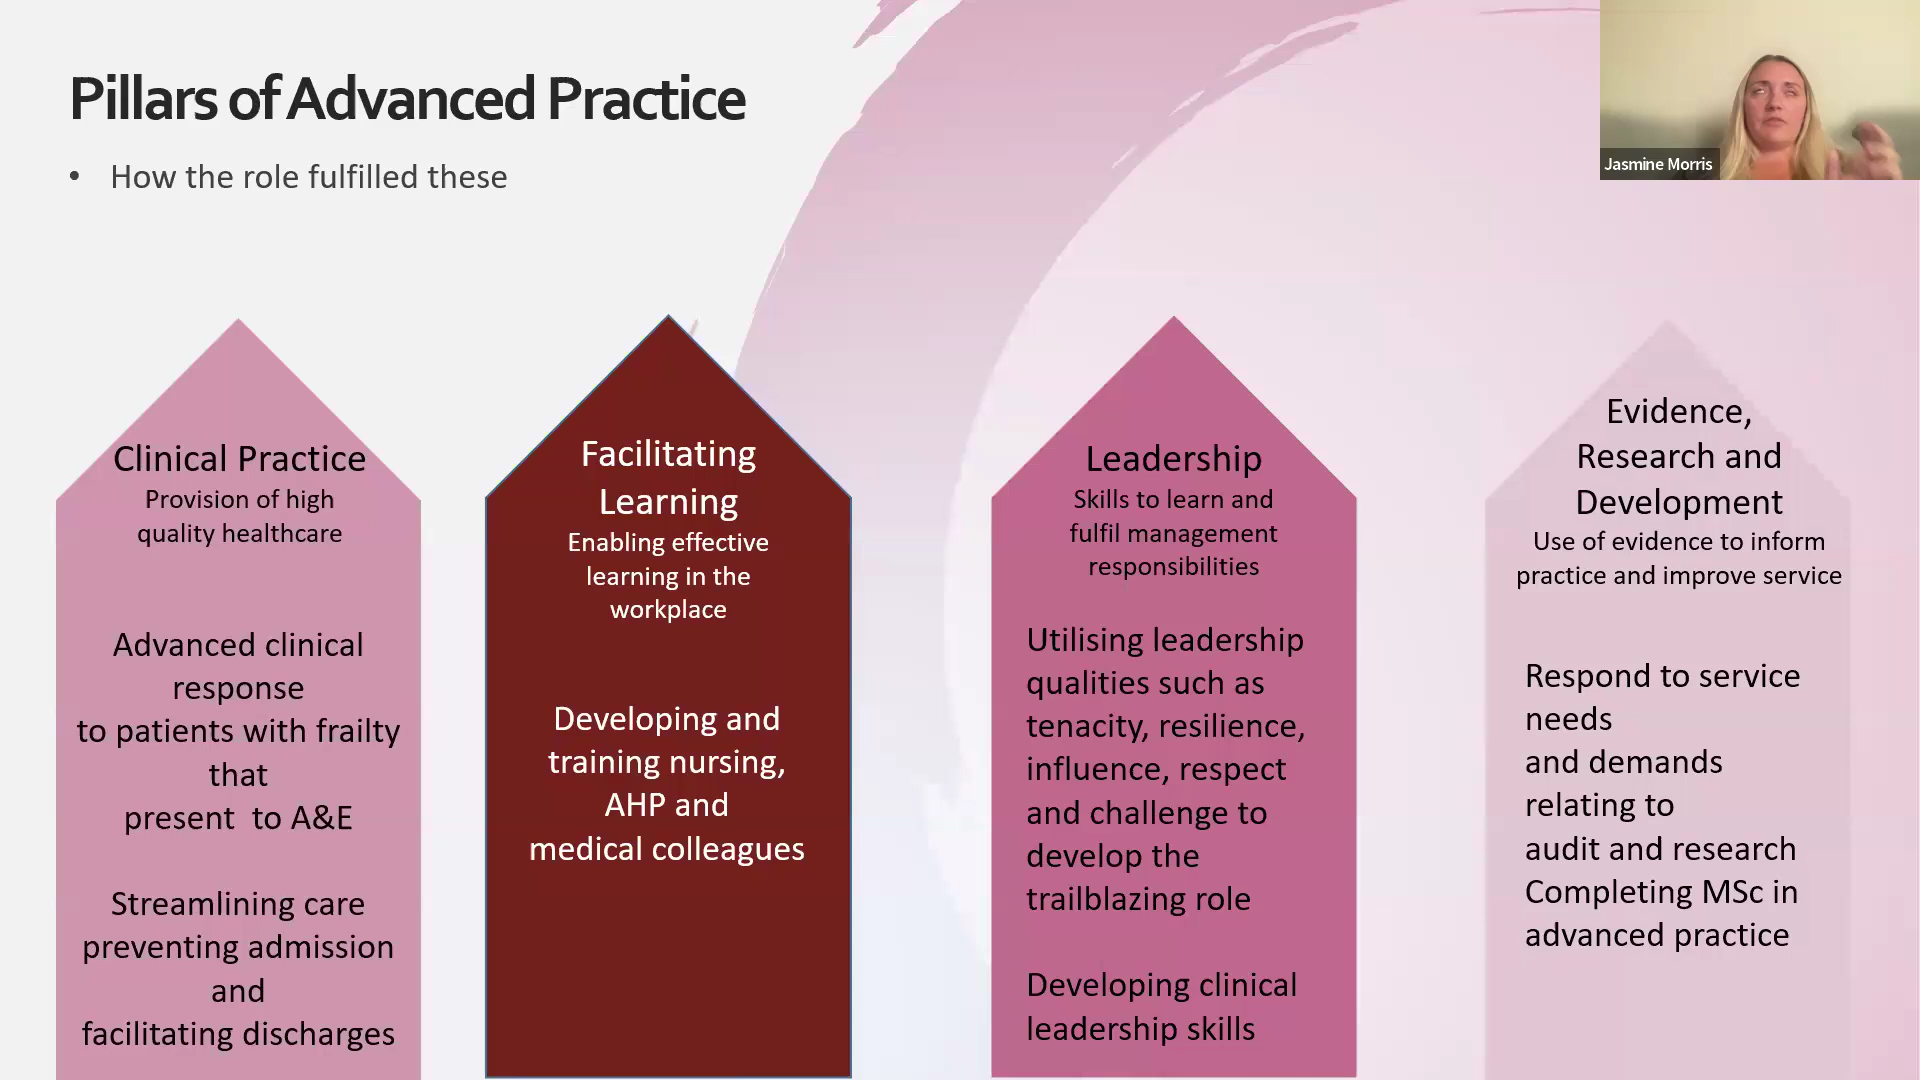 Pillars of Advanced Practice
• How the role fulfilled these
Jasmine Morris
Clinical Practice
Provision of high
quality healthcare
Advanced clinical
response
to patients with frailty
that
present to A&E
Streamlining care
preventing admission
and
facilitating discharges
Facilitating
Learning
Enabling effective
learning in the
workplace
Developing and
training nursing,
AHP and
medical colleagues
Leadership
Skills to learn and
fulfil management
responsibilities
Utilising leadership
qualities such as
tenacity, resilience,
influence, respect
and challenge to
develop the
trailblazing role
Developing clinical
leadership skills
Evidence,
Research and
Development
Use of evidence to inform
practice and improve service
Respond to service
needs
and demands
relating to
audit and research
Completing MSc in
advanced practice